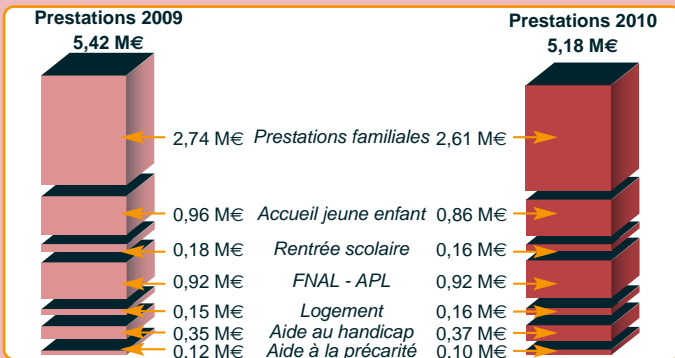 Prestations 2009 Prestations 2010
5,42 M€ 5,18 M€
2,74 M€ Prestations familiales 2,61 M€
0,96 M€ Accueil jeune enfant 0,86 M€
0,18 M€ Rentrée scolaire 0,16 M€
0,92 M€ FNAL - APL 0,92 M€
0,15 M€ Logement 0,16 M€
0,35 M€ Aide au handicap 0,37 M€
0.12 M€ Aide à la précarité 0.10 M€